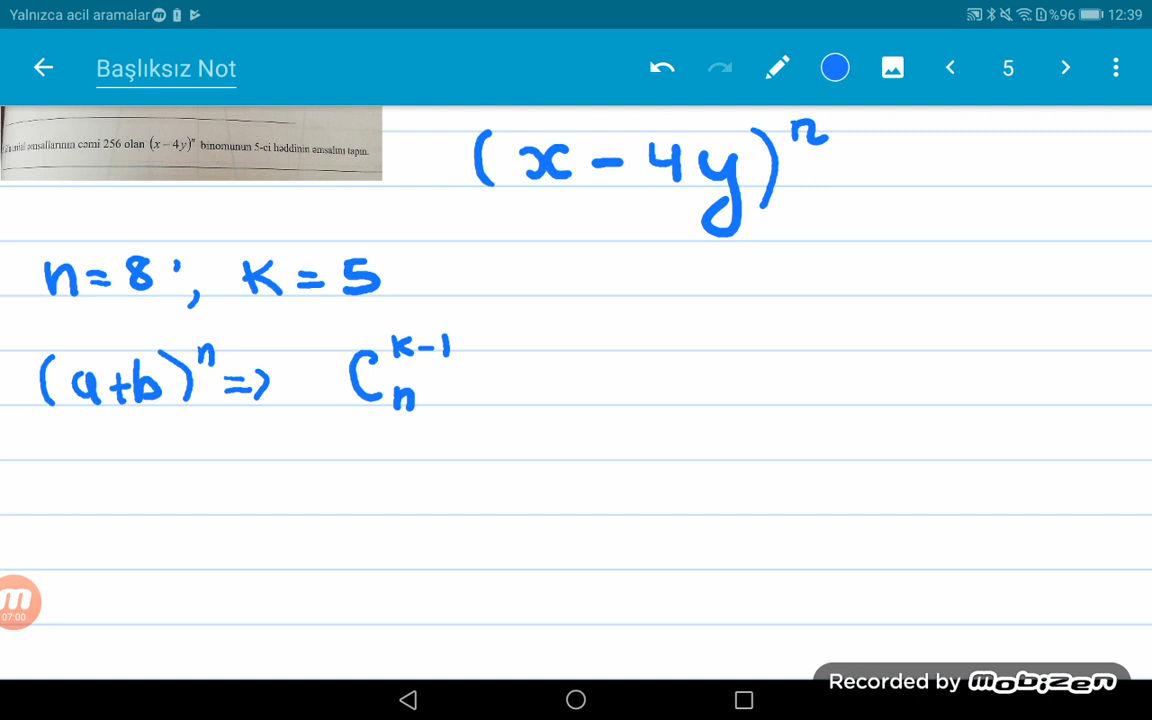 Yalnızca acil aramalar %96 12:39
Başlıksız Not 5
əmsallarının cəmi 256 olan (x − 4y)ⁿ binomunun 5-ci həddinin əmsalını tapın.
(x − 4y)ⁿ
n = 8, k = 5
(a+b)ⁿ => Cₙᵏ⁻¹
07:00
Recorded by mobizen